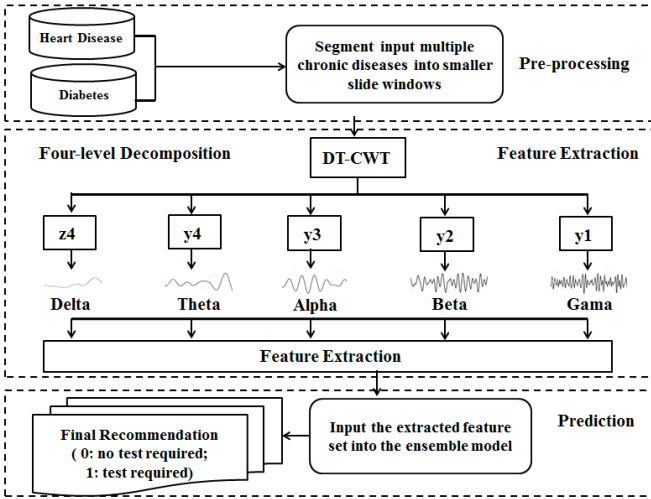 Heart Disease
Diabetes
Segment input multiple
chronic diseases into smaller
slide windows
Pre-processing
Four-level Decomposition
DT-CWT
Feature Extraction
z4
y4
y3
y2
y1
Delta
Theta
Alpha
Beta
Gama
Feature Extraction
Final Recommendation
( 0: no test required;
1: test required)
Input the extracted feature
set into the ensemble model
Prediction